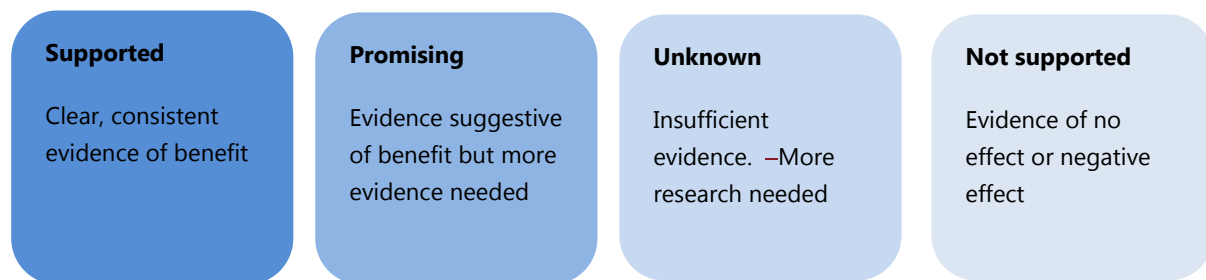 Supported
Clear, consistent
evidence of benefit
Promising
Evidence suggestive
of benefit but more
evidence needed
Unknown
Insufficient
evidence.  –More
research needed
Not supported
Evidence of no
effect or negative
effect